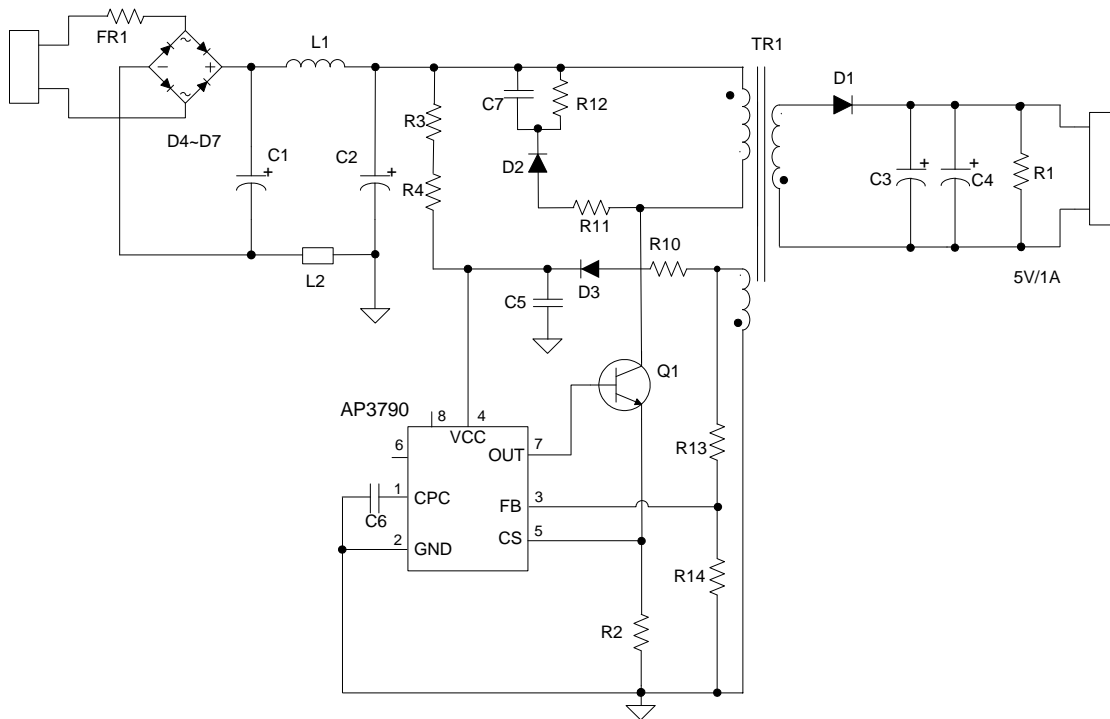 FR1
L1
TR1
D1
C7
R12
R3
D4~D7
C1
C2
D2
R4
C3
C4
R1
R11
R10
L2
D3
C5
5V/1A
Q1
AP3790
8
4
VCC
6
OUT
7
R13
1
CPC
FB
3
C6
CS
5
2
GND
R14
R2
~
~
−
+
+
+
+
+